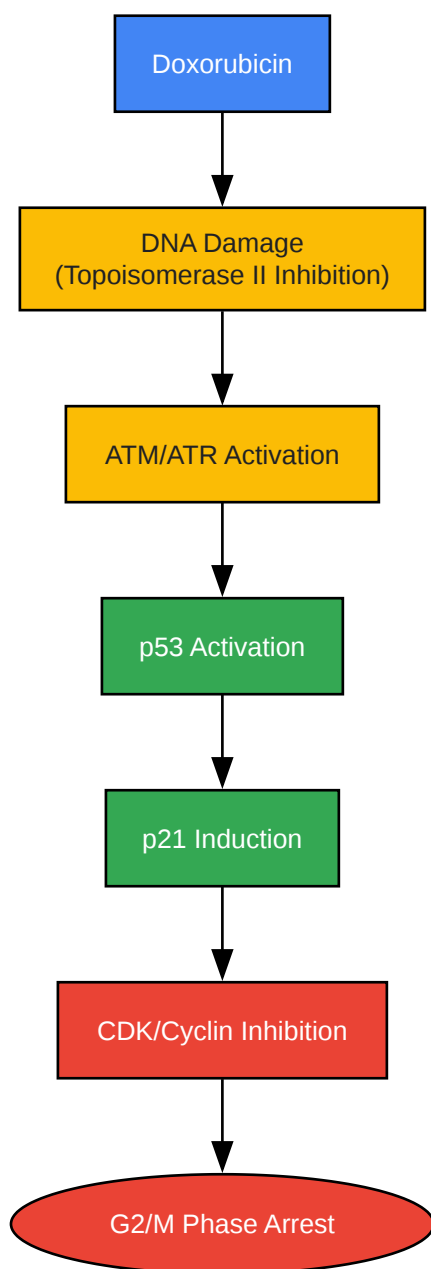 Doxorubicin
DNA Damage
(Topoisomerase II Inhibition)
ATM/ATR Activation
p53 Activation
p21 Induction
CDK/Cyclin Inhibition
G2/M Phase Arrest